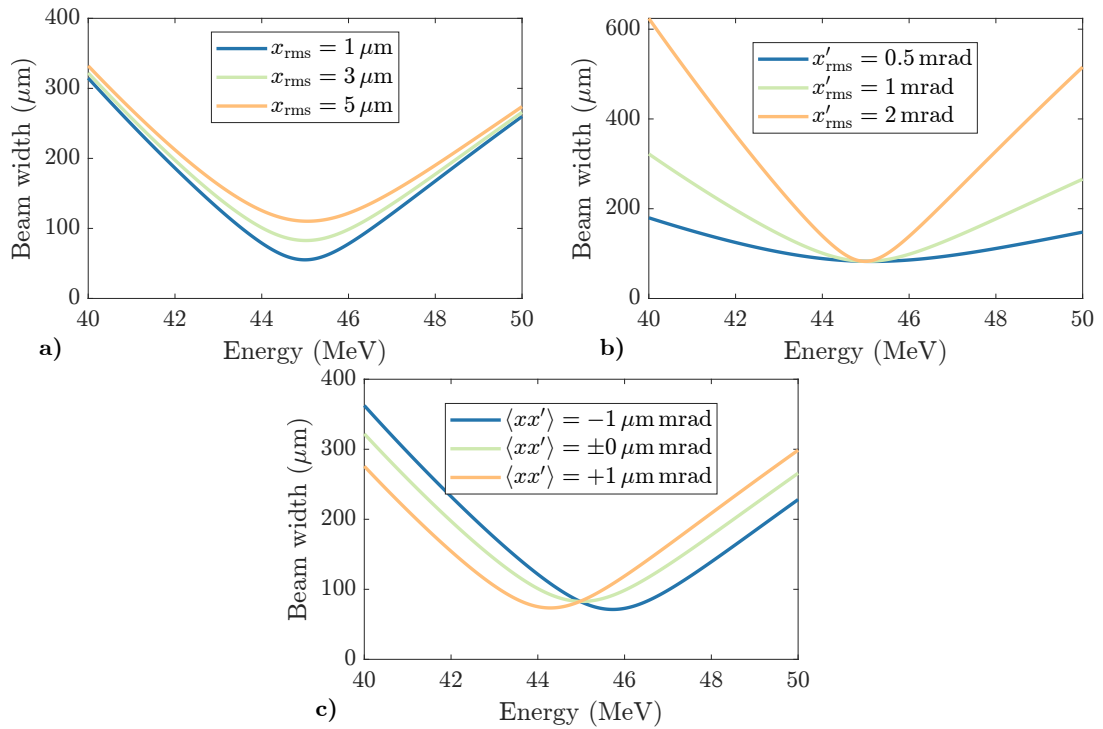 400
300
200
100
0
Beam width (μm)
x_rms = 1 μm
x_rms = 3 μm
x_rms = 5 μm
40 42 44 46 48 50
Energy (MeV)
a)
600
400
200
0
Beam width (μm)
x′_rms = 0.5 mrad
x′_rms = 1 mrad
x′_rms = 2 mrad
40 42 44 46 48 50
Energy (MeV)
b)
400
300
200
100
0
Beam width (μm)
⟨xx′⟩ = −1 μm mrad
⟨xx′⟩ = ±0 μm mrad
⟨xx′⟩ = +1 μm mrad
40 42 44 46 48 50
Energy (MeV)
c)